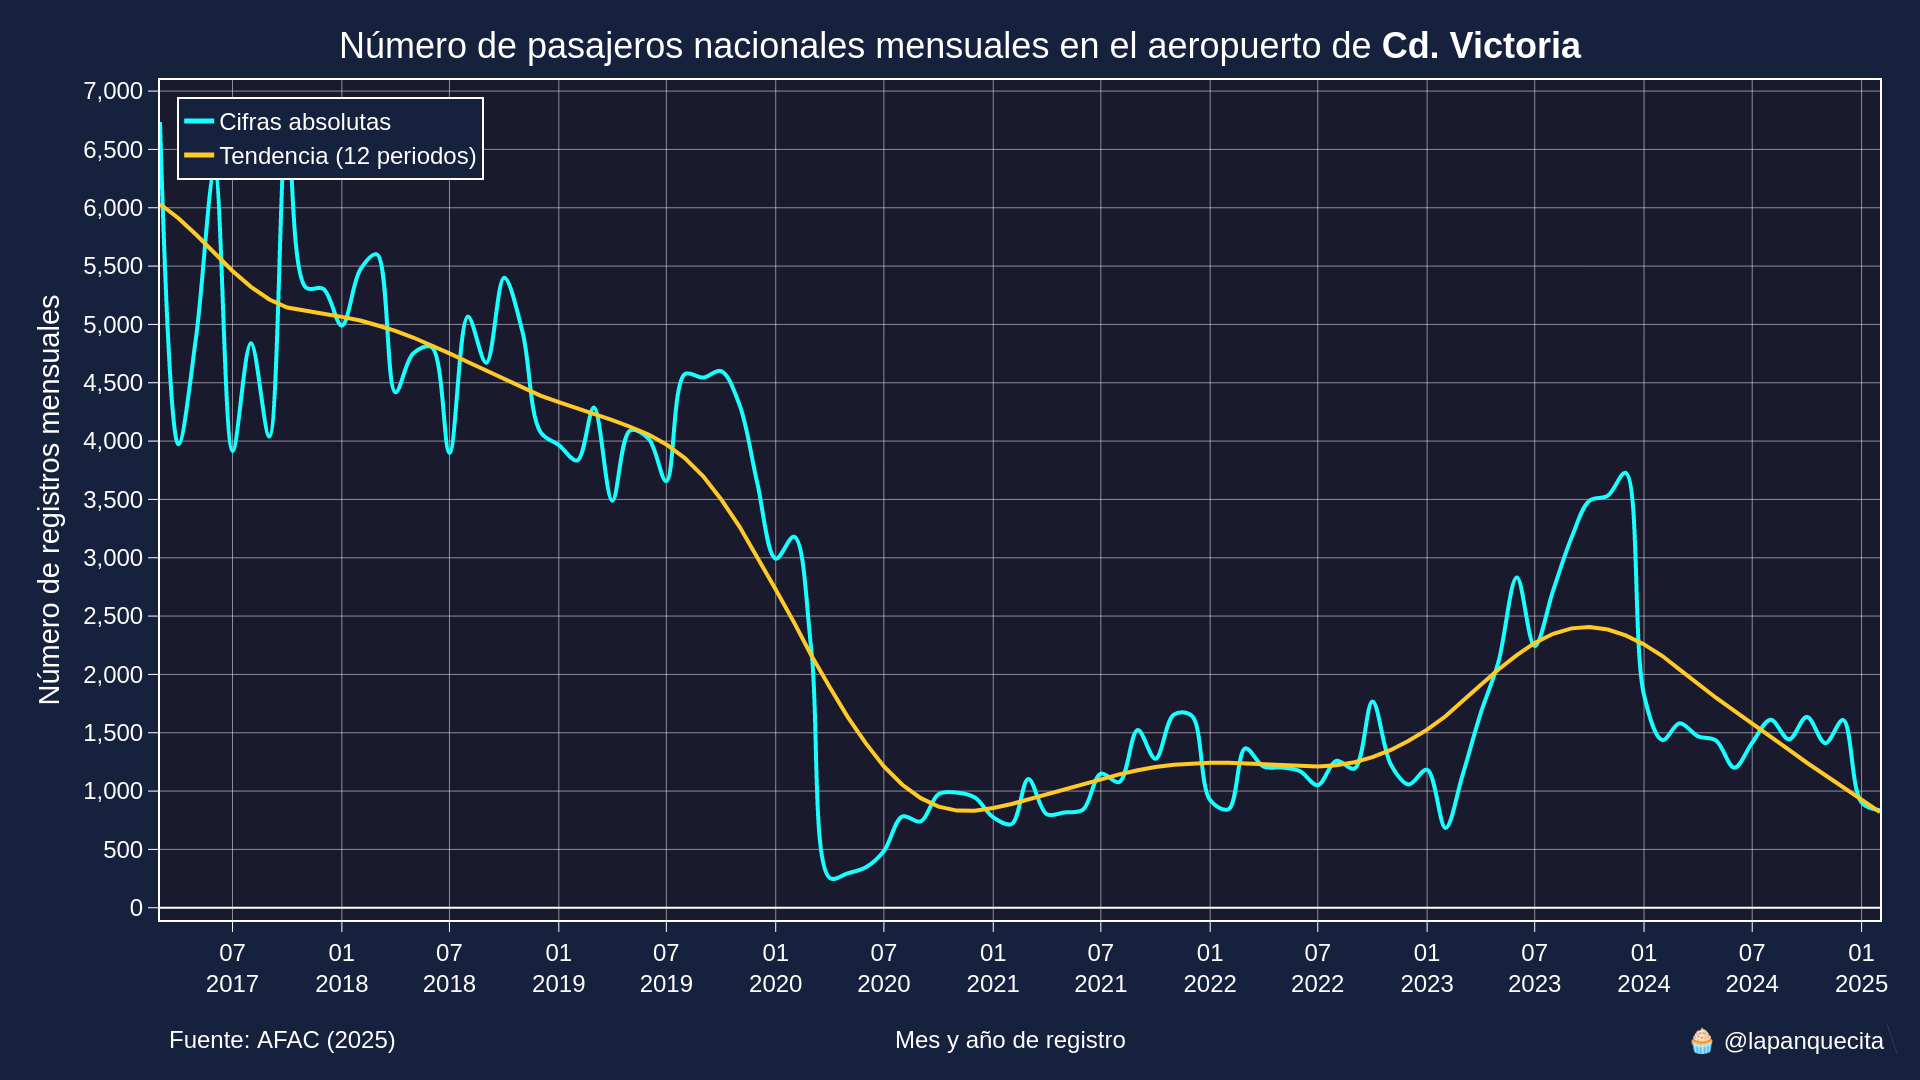 Número de pasajeros nacionales mensuales en el aeropuerto de Cd. Victoria
Cifras absolutas
Tendencia (12 periodos)
Número de registros mensuales
7,000
6,500
6,000
5,500
5,000
4,500
4,000
3,500
3,000
2,500
2,000
1,500
1,000
500
0
07 01 07 01 07 01 07 01 07 01 07 01 07 01 07 01
2017 2018 2018 2019 2019 2020 2020 2021 2021 2022 2022 2023 2023 2024 2024 2025
Fuente: AFAC (2025)
Mes y año de registro
🧁 @lapanquecita